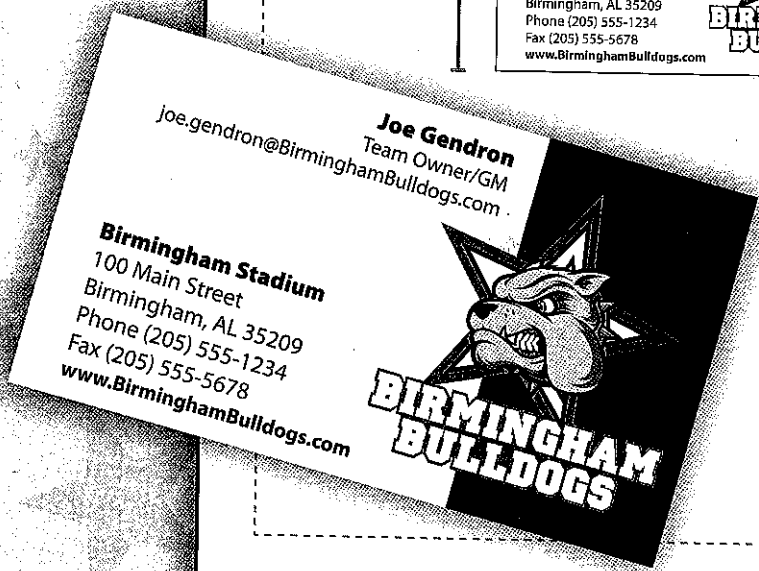 Birmingham, AL 35209
Phone (205) 555-1234
Fax (205) 555-5678
www.BirminghamBulldogs.com
Joe Gendron
Team Owner/GM
joe.gendron@BirminghamBulldogs.com
Birmingham Stadium
100 Main Street
Birmingham, AL 35209
Phone (205) 555-1234
Fax (205) 555-5678
www.BirminghamBulldogs.com
BIRMINGHAM
BULLDOGS